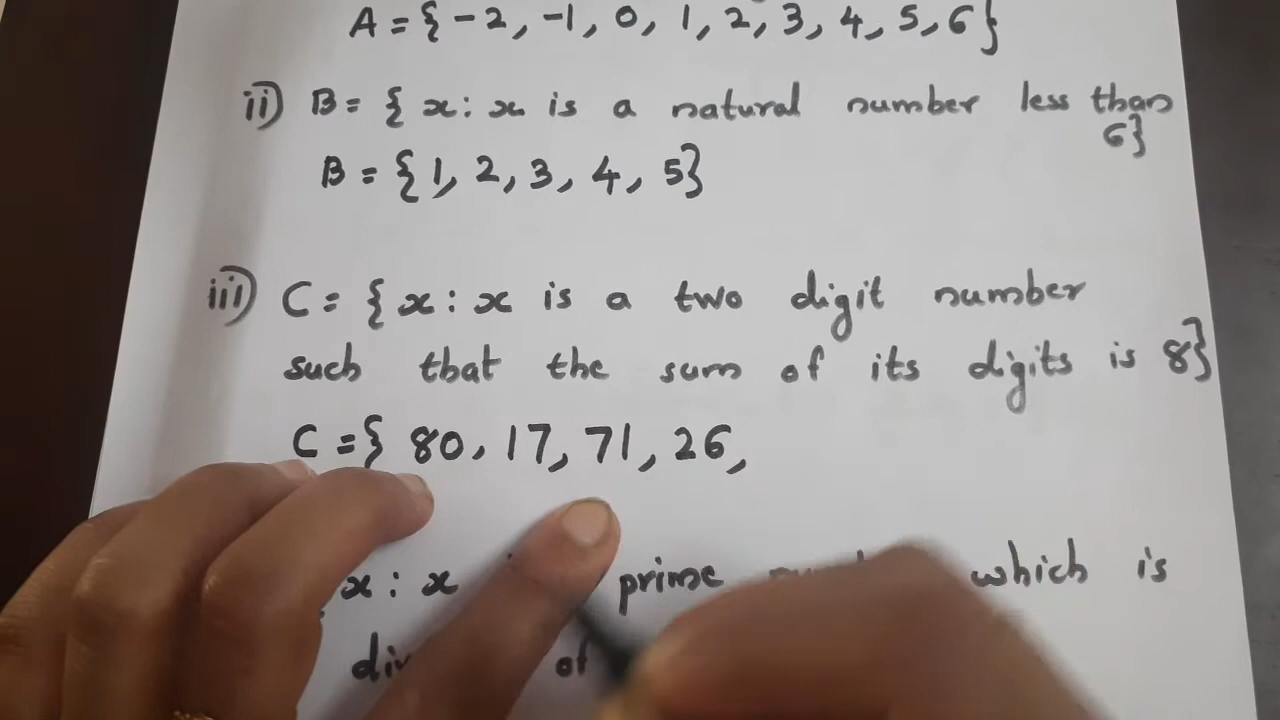 A = {-2, -1, 0, 1, 2, 3, 4, 5, 6}
ii) B = { x : x is a natural number less than
6}
B = {1, 2, 3, 4, 5}
iii) C = { x : x is a two digit number
such that the sum of its digits is 8}
C = { 80, 17, 71, 26,
x : x prime which is
of